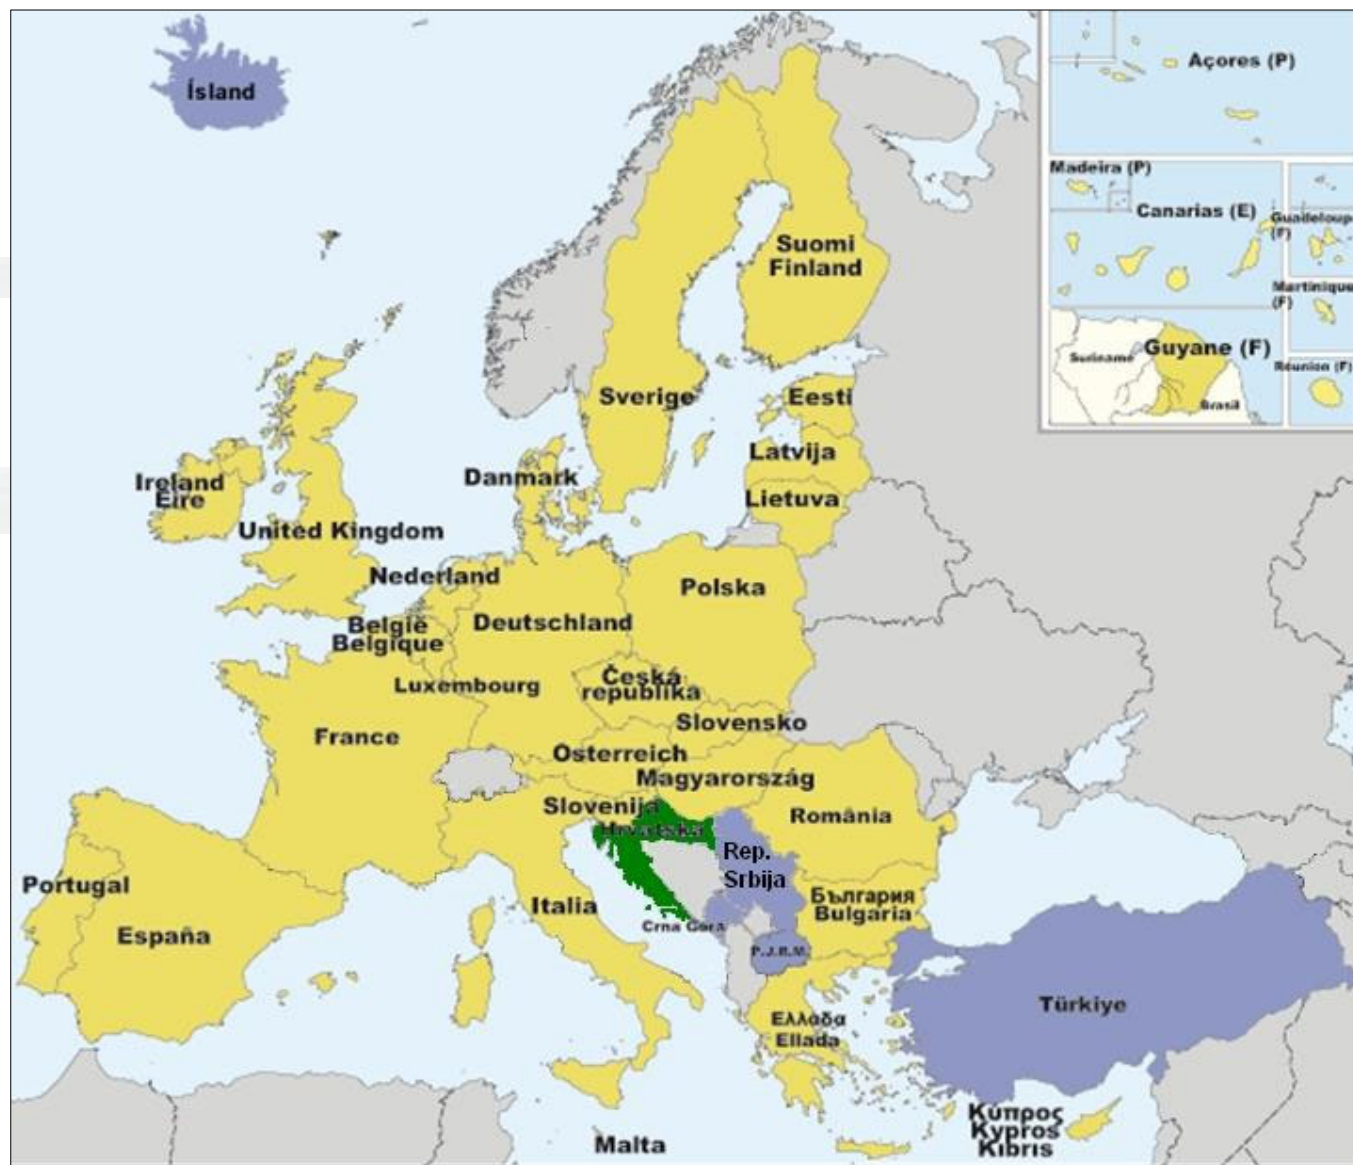 Ísland
Açores (P)
Madeira (P)
Canarias (E)
Guadeloupe
(F)
Martinique
(F)
Suriname
Guyane (F)
Brasil
Réunion (F)
Suomi
Finland
Sverige
Eesti
Latvija
Lietuva
Danmark
Ireland
Éire
United Kingdom
Nederland
Polska
België
Belgique
Deutschland
Luxembourg
Česká
republika
Slovensko
France
Österreich
Magyarország
Slovenija
Hrvatska
România
Rep.
Srbija
Portugal
España
Italia
България
Bulgaria
Crna Gora
P.J.R.M.
Türkiye
Ελλάδα
Ellada
Κύπρος
Kypros
Kıbrıs
Malta